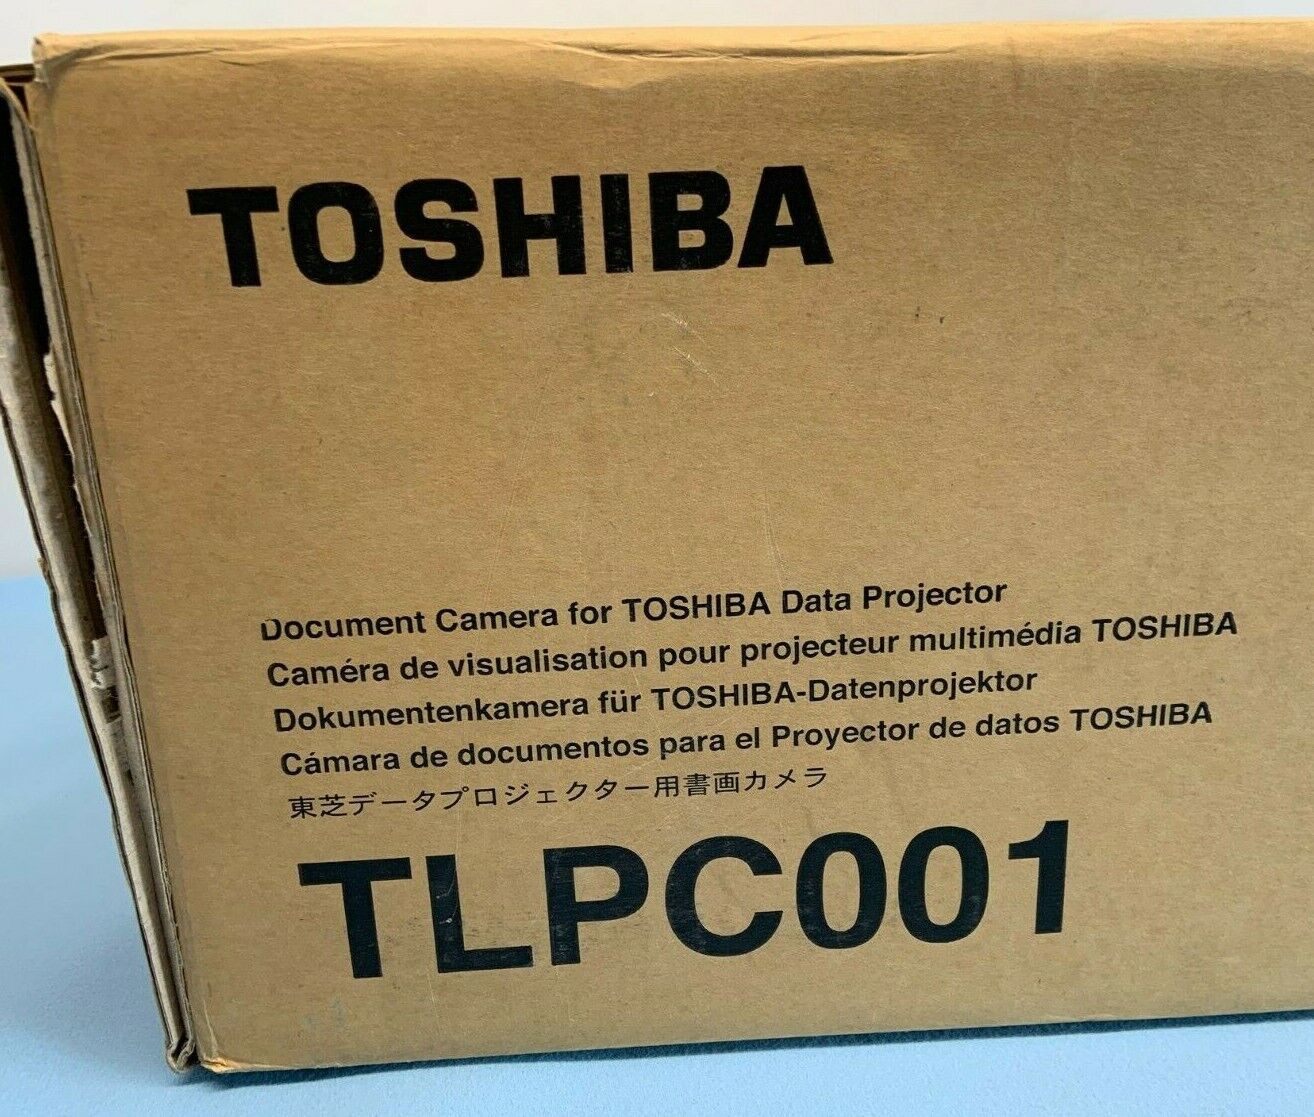 TOSHIBA
Document Camera for TOSHIBA Data Projector
Caméra de visualisation pour projecteur multimédia TOSHIBA
Dokumentenkamera für TOSHIBA-Datenprojektor
Cámara de documentos para el Proyector de datos TOSHIBA
東芝データプロジェクター用書画カメラ
TLPC001